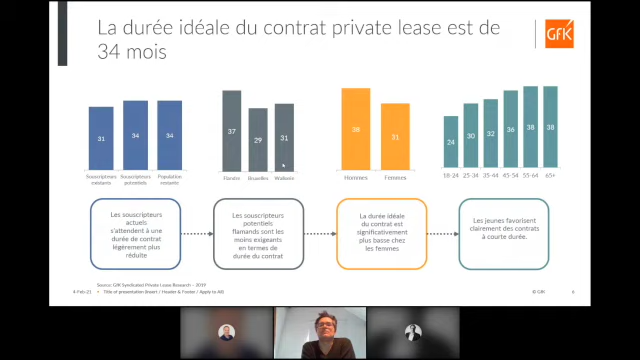 La durée idéale du contrat private lease est de
34 mois
GfK
31
34
34
Souscripteurs existants
Souscripteurs potentiels
Population restante
37
29
31
Flandre
Bruxelles
Wallonie
38
31
Hommes
Femmes
24
30
32
36
38
38
18-24
25-34
35-44
45-54
55-64
65+
Les souscripteurs
actuels
s'attendent à une
durée de contrat
légèrement plus
réduite
Les souscripteurs
potentiels
flamands sont les
moins exigeants
en termes de
durée du contrat
La durée idéale
du contrat est
significativement
plus basse chez
les femmes
Les jeunes favorisent
clairement des contrats
à courte durée.
Source: GfK Syndicated Private Lease Research - 2019
4-Feb-21
Title of presentation (Insert / Header & Footer / Apply to All)
© GfK
6